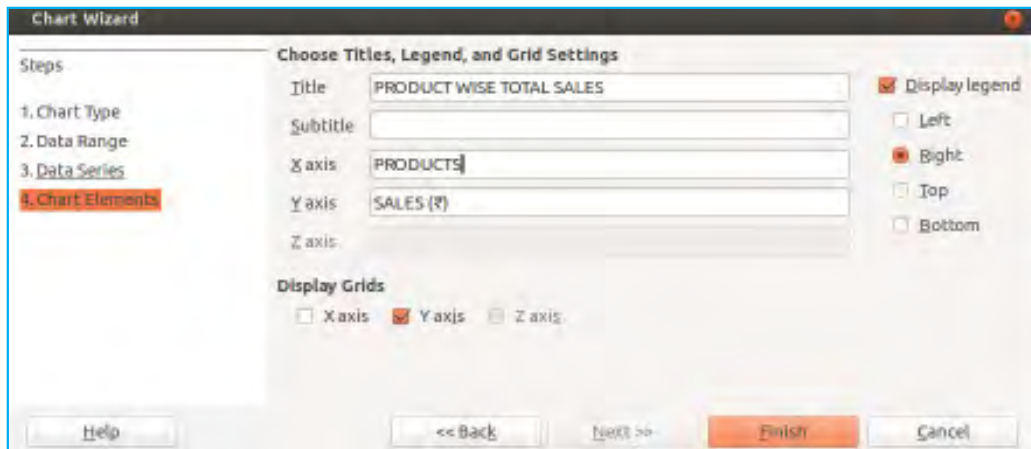 Chart Wizard
Steps
1. Chart Type
2. Data Range
3. Data Series
4. Chart Elements
Choose Titles, Legend, and Grid Settings
Title PRODUCT WISE TOTAL SALES
Subtitle
X axis PRODUCTS
Y axis SALES (₹)
Z axis
Display legend
Left
Right
Top
Bottom
Display Grids
X axis Y axis Z axis
Help << Back Next >> Finish Cancel